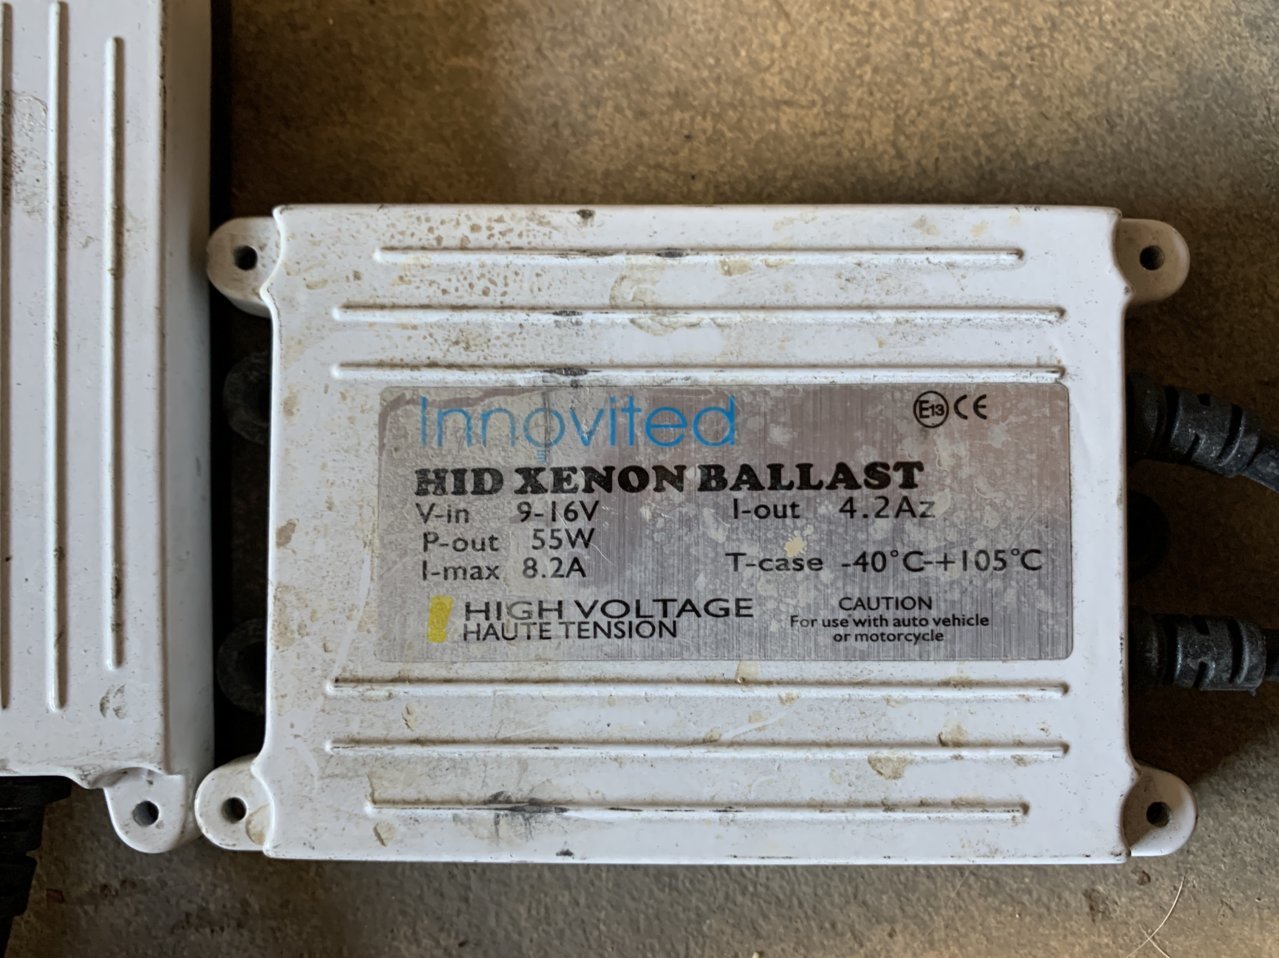 Innovited
E13 CE
HID XENON BALLAST
V-in 9-16V I-out 4.2Az
P-out 55W
I-max 8.2A T-case -40°C-+105°C
HIGH VOLTAGE
HAUTE TENSION
CAUTION
For use with auto vehicle
or motorcycle